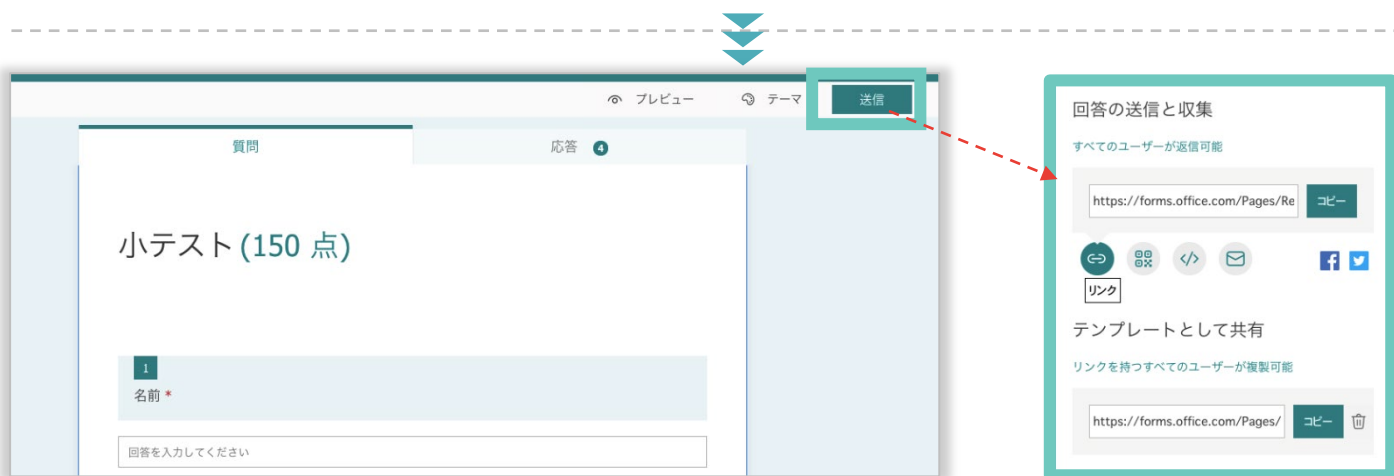 プレビュー
テーマ
送信
質問
応答 4
小テスト(150 点)
1
名前 *
回答を入力してください
回答の送信と収集
すべてのユーザーが返信可能
https://forms.office.com/Pages/Re
コピー
リンク
テンプレートとして共有
リンクを持つすべてのユーザーが複製可能
https://forms.office.com/Pages/
コピー